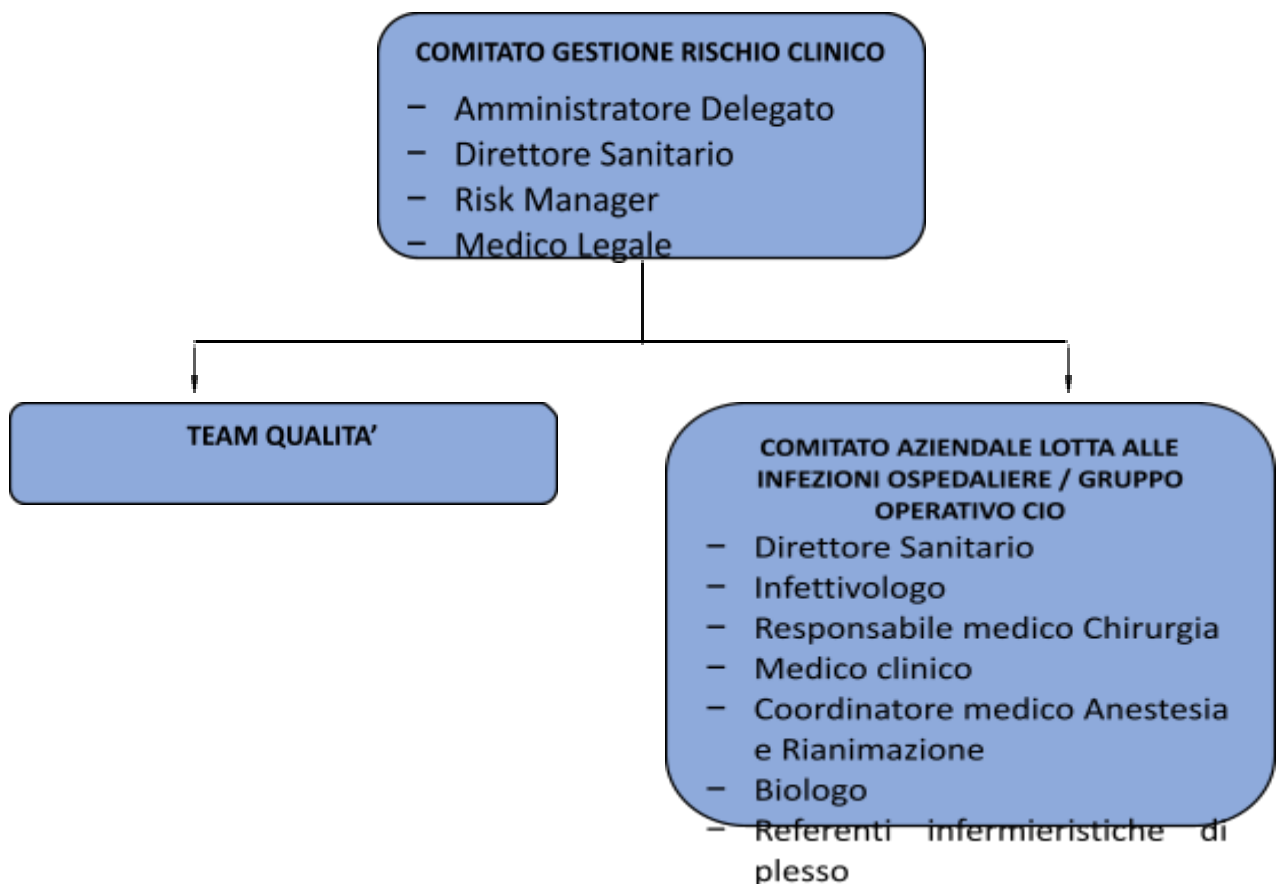 COMITATO GESTIONE RISCHIO CLINICO
– Amministratore Delegato
– Direttore Sanitario
– Risk Manager
– Medico Legale
TEAM QUALITA’
COMITATO AZIENDALE LOTTA ALLE
INFEZIONI OSPEDALIERE / GRUPPO
OPERATIVO CIO
– Direttore Sanitario
– Infettivologo
– Responsabile medico Chirurgia
– Medico clinico
– Coordinatore medico Anestesia
e Rianimazione
– Biologo
– Referenti infermieristiche di
plesso